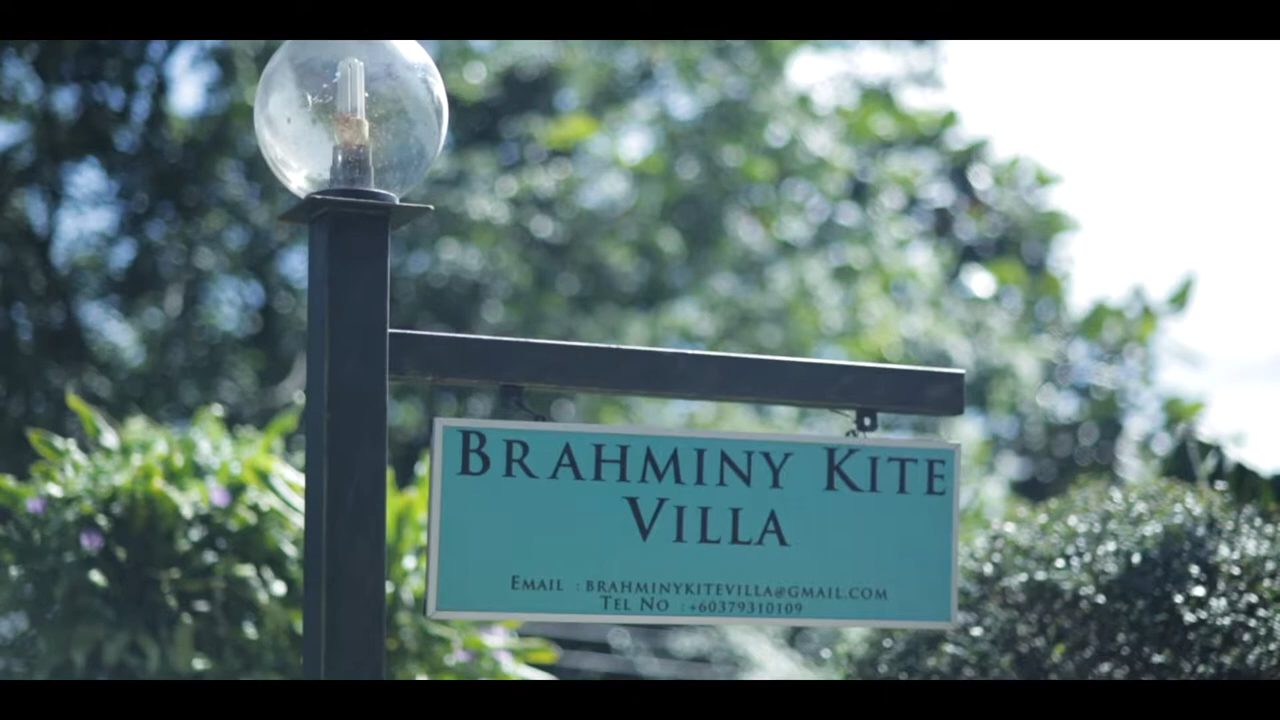 BRAHMINY KITE
VILLA
EMAIL : BRAHMINYKITEVILLA@GMAIL.COM
TEL NO : +60379310109